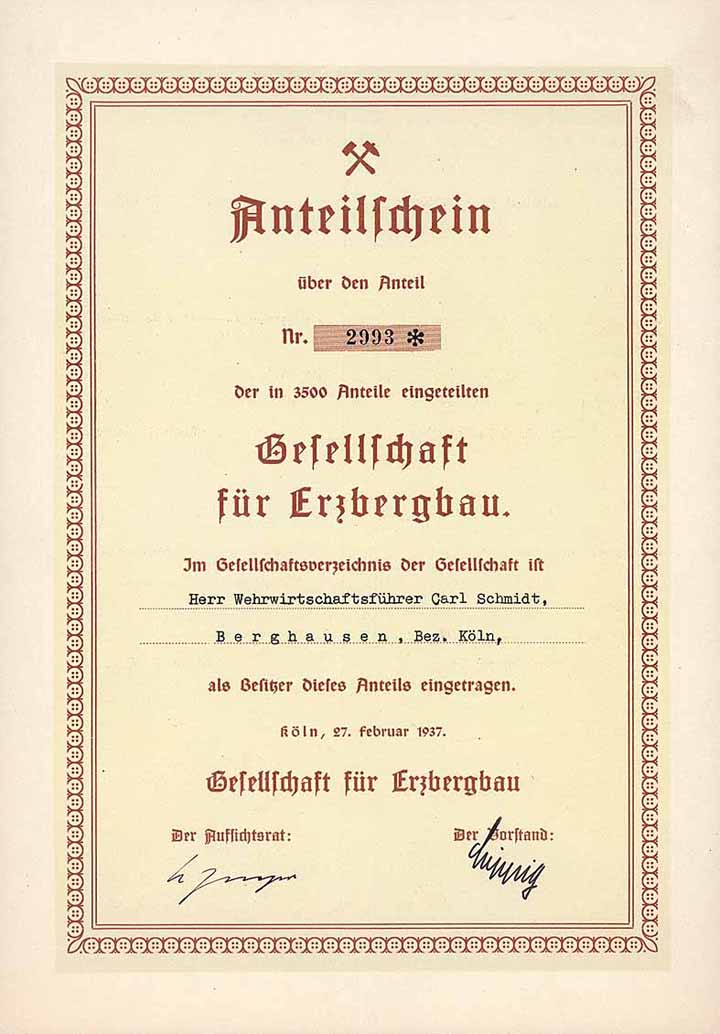 Anteilschein
über den Anteil
Nr. 2993 *
der in 3500 Anteile eingeteilten
Gesellschaft
für Erzbergbau.
Im Gesellschaftsverzeichnis der Gesellschaft ist
Herr Wehrwirtschaftsführer Carl Schmidt,
Berghausen, Bez. Köln,
als Besitzer dieses Anteils eingetragen.
Köln, 27. Februar 1937.
Gesellschaft für Erzbergbau
Der Aufsichtsrat: Der Vorstand: